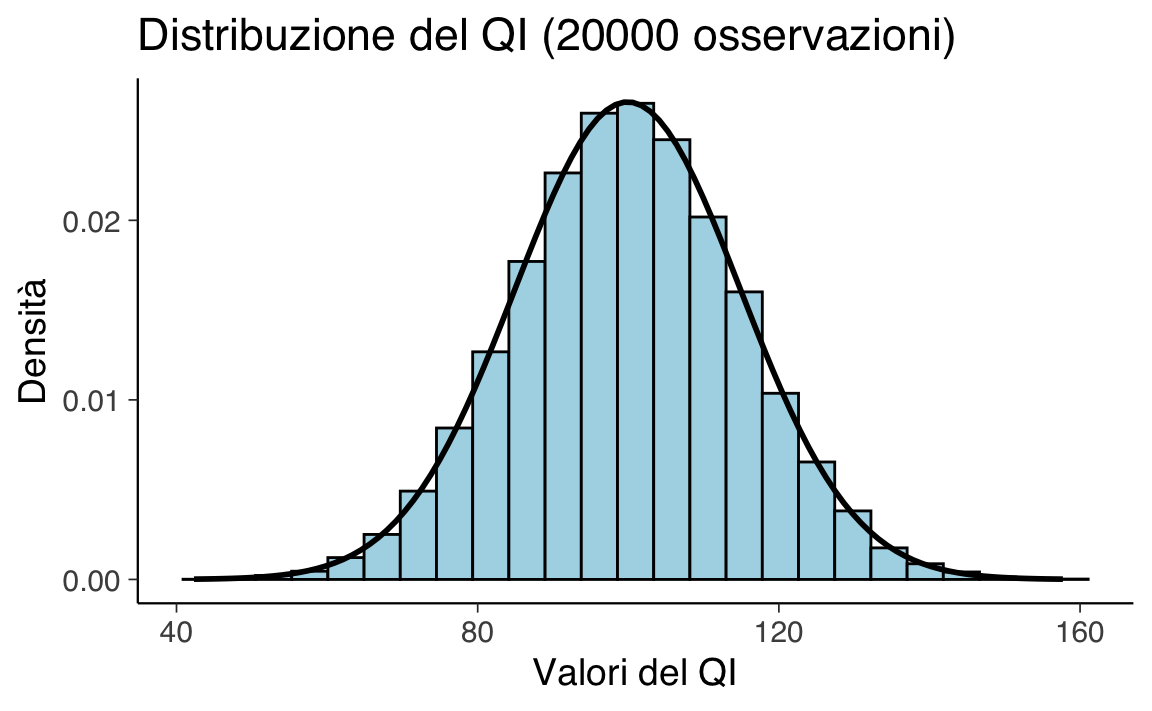 Distribuzione del QI (20000 osservazioni)
Densità
0.02
0.01
0.00
40 80 120 160
Valori del QI